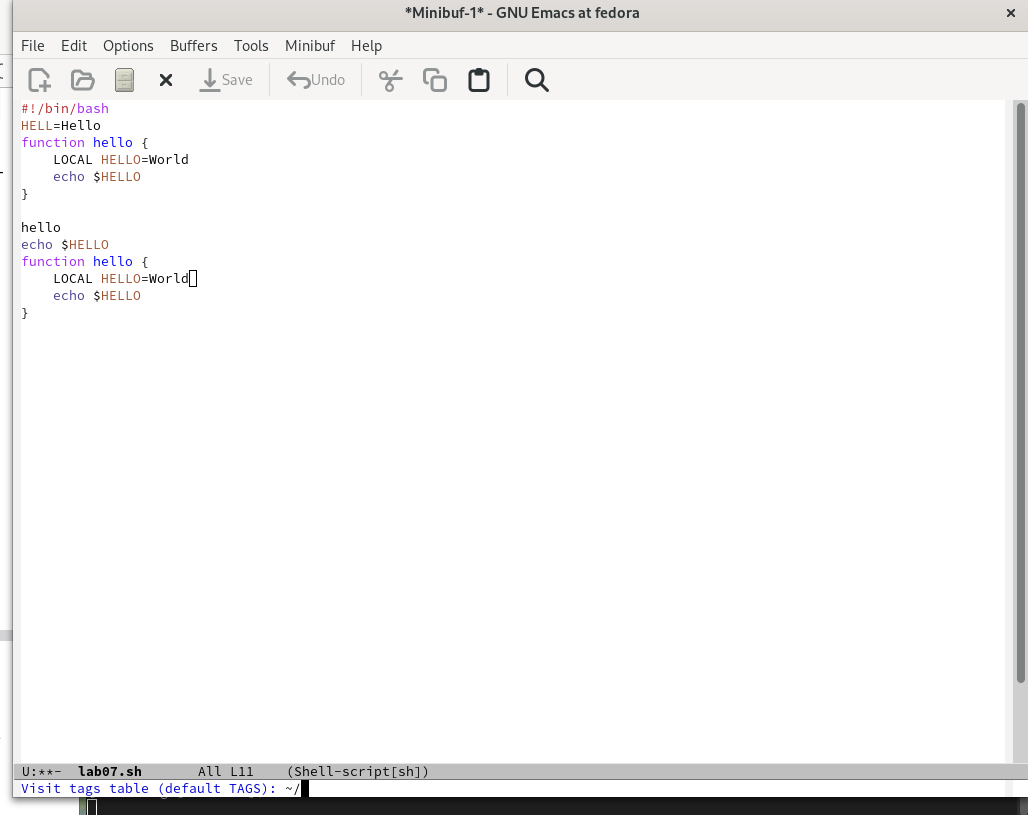 *Minibuf-1* - GNU Emacs at fedora
File Edit Options Buffers Tools Minibuf Help
Save Undo
#!/bin/bash
HELL=Hello
function hello {
    LOCAL HELLO=World
    echo $HELLO
}
hello
echo $HELLO
function hello {
    LOCAL HELLO=World
    echo $HELLO
}
U:**-  lab07.sh       All L11    (Shell-script[sh])
Visit tags table (default TAGS): ~/